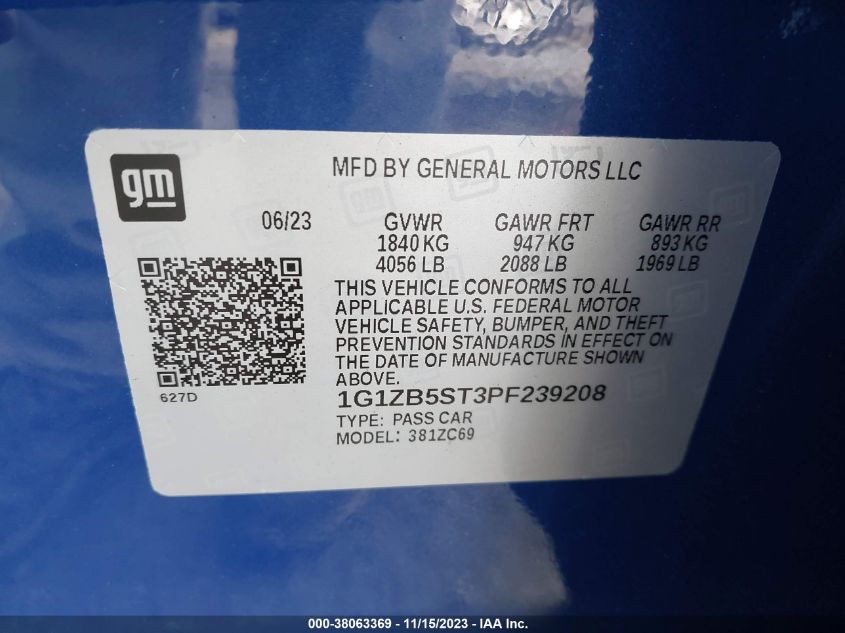 gm
MFD BY GENERAL MOTORS LLC
06/23 GVWR GAWR FRT GAWR RR
1840 KG 947 KG 893 KG
4056 LB 2088 LB 1969 LB
THIS VEHICLE CONFORMS TO ALL
APPLICABLE U.S. FEDERAL MOTOR
VEHICLE SAFETY, BUMPER, AND THEFT
PREVENTION STANDARDS IN EFFECT ON
THE DATE OF MANUFACTURE SHOWN
ABOVE.
627D
1G1ZB5ST3PF239208
TYPE: PASS CAR
MODEL: 381ZC69
000-38063369 - 11/15/2023 - IAA Inc.